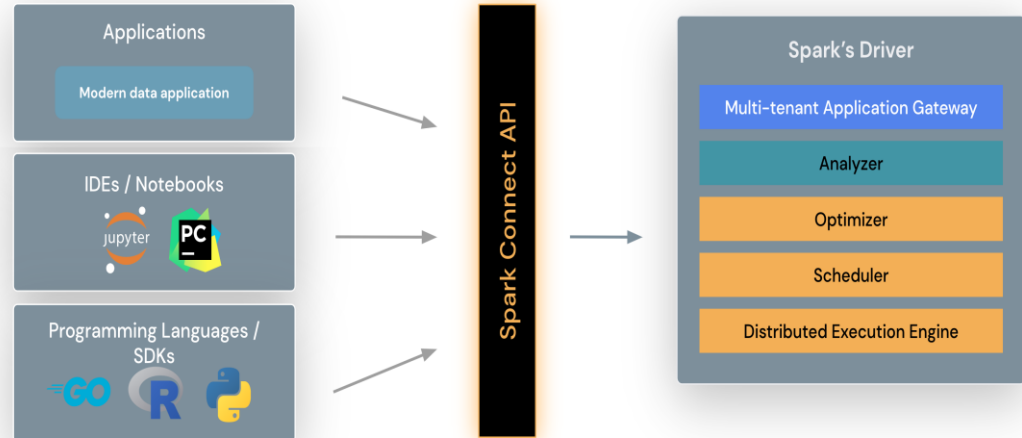 Applications
Modern data application
IDEs / Notebooks
jupyter
PC
Programming Languages /
SDKs
GO
R
Spark Connect API
Spark's Driver
Multi-tenant Application Gateway
Analyzer
Optimizer
Scheduler
Distributed Execution Engine